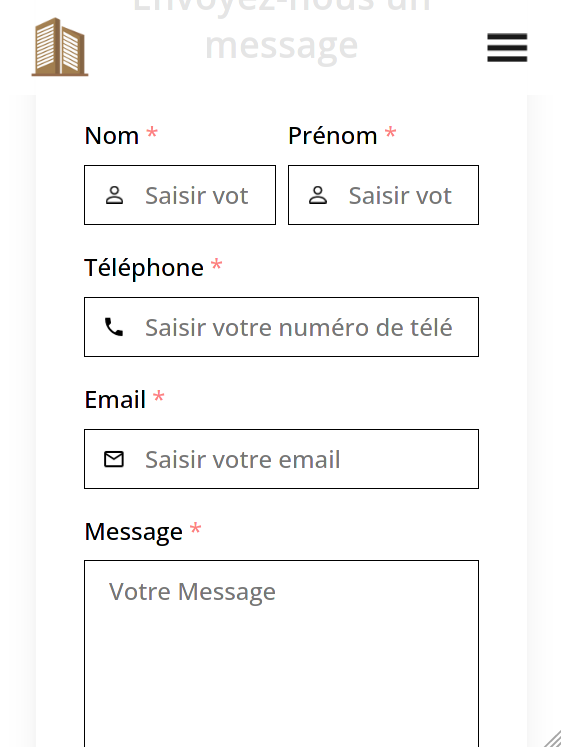 Envoyez-nous un
message
Nom *
Prénom *
Saisir vot
Saisir vot
Téléphone *
Saisir votre numéro de télé
Email *
Saisir votre email
Message *
Votre Message